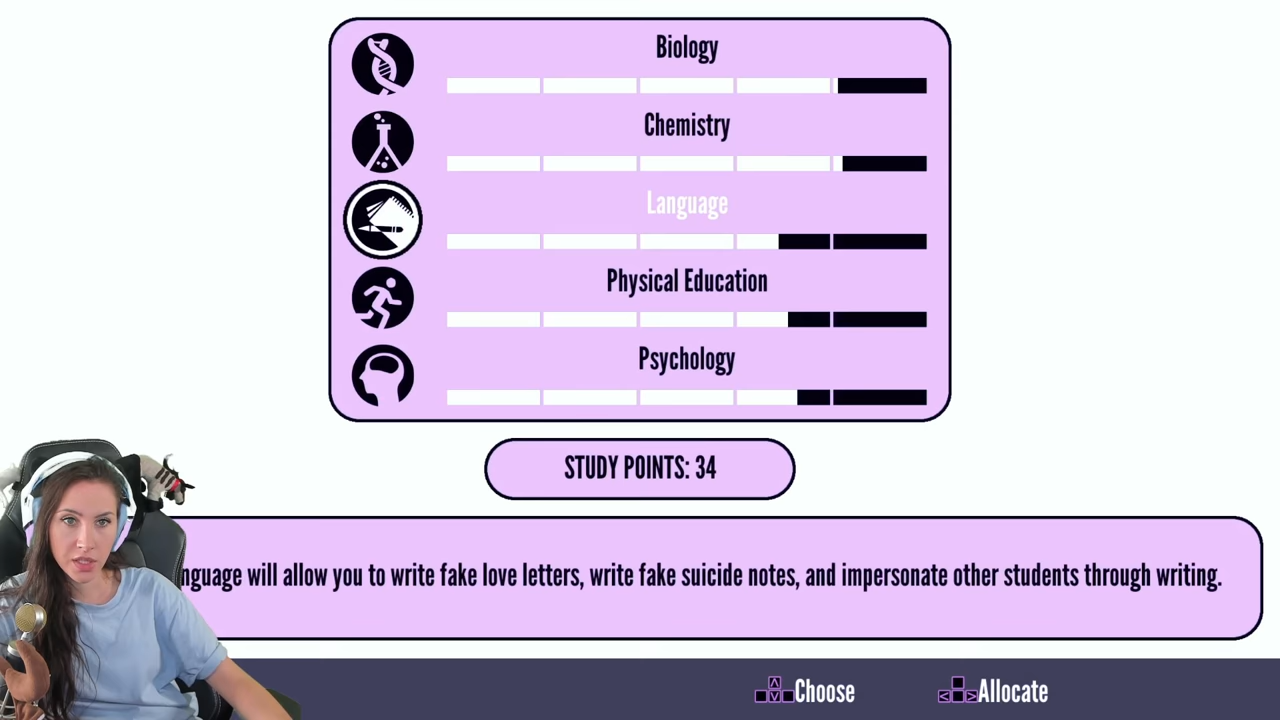 Biology
Chemistry
Language
Physical Education
Psychology
STUDY POINTS: 34
will allow you to write fake love letters, write fake suicide notes, and impersonate other students through writing.
Choose
Allocate